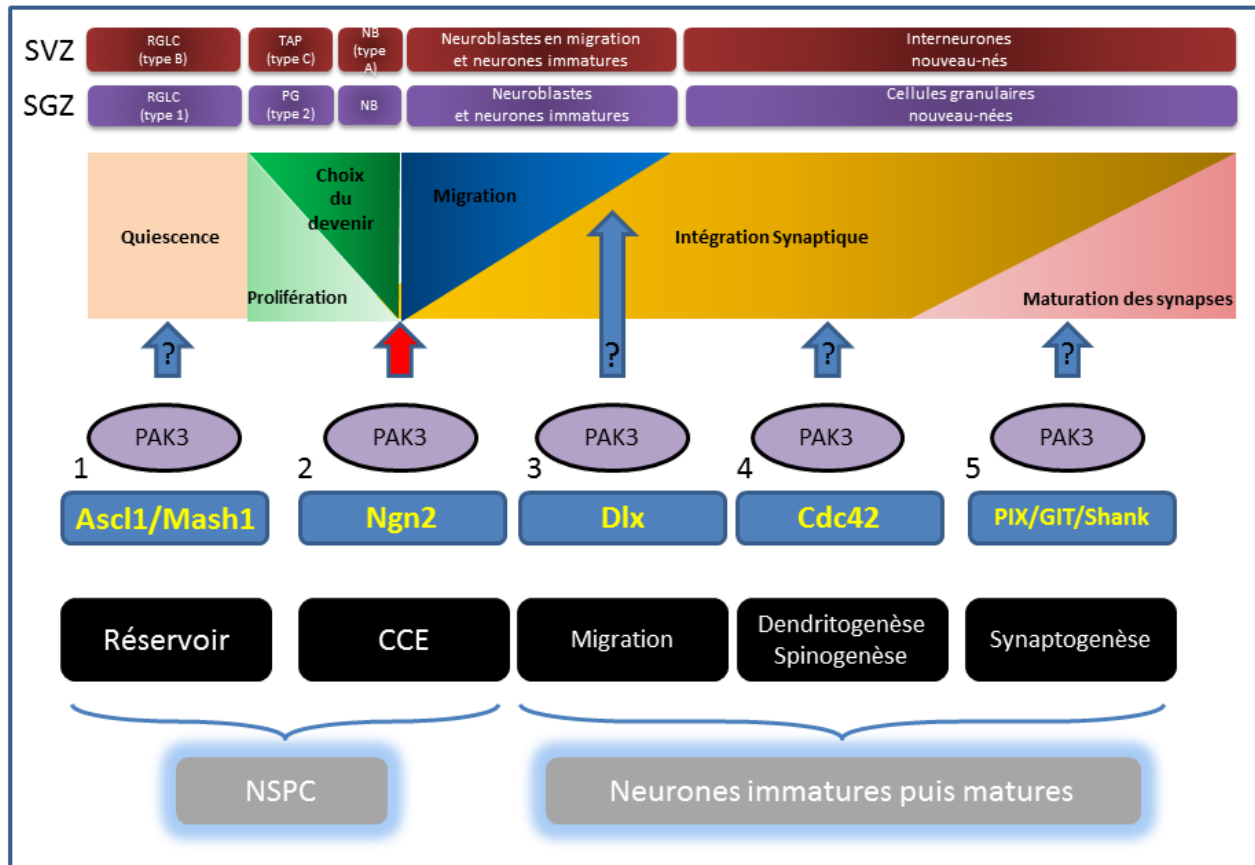 SVZ
RGLC
(type B)
TAP
(type C)
NB
(type
A)
Neuroblastes en migration
et neurones immatures
Interneurones
nouveau-nés
SGZ
RGLC
(type 1)
PG
(type 2)
NB
Neuroblastes
et neurones immatures
Cellules granulaires
nouveau-nées
Quiescence
Choix
du
devenir
Prolifération
Migration
Intégration Synaptique
Maturation des synapses
?
?
?
?
PAK3
PAK3
PAK3
PAK3
PAK3
1
2
3
4
5
Ascl1/Mash1
Ngn2
Dlx
Cdc42
PIX/GIT/Shank
Réservoir
CCE
Migration
Dendritogenèse
Spinogenèse
Synaptogenèse
NSPC
Neurones immatures puis matures